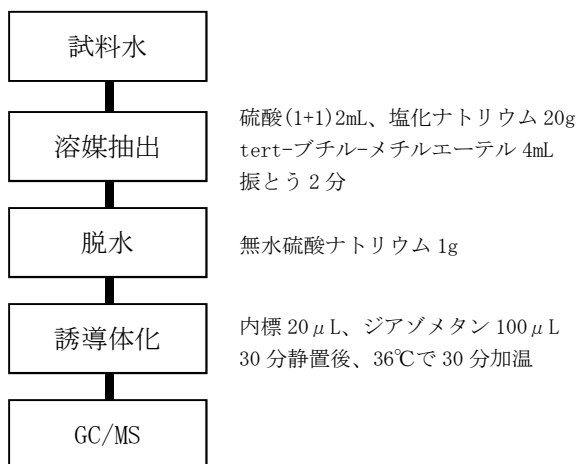 試料水
溶媒抽出
硫酸(1+1)2mL、塩化ナトリウム 20g
tert-ブチル-メチルエーテル 4mL
振とう 2 分
脱水
無水硫酸ナトリウム 1g
誘導体化
内標 20μL、ジアゾメタン 100μL
30 分静置後、36℃で 30 分加温
GC/MS